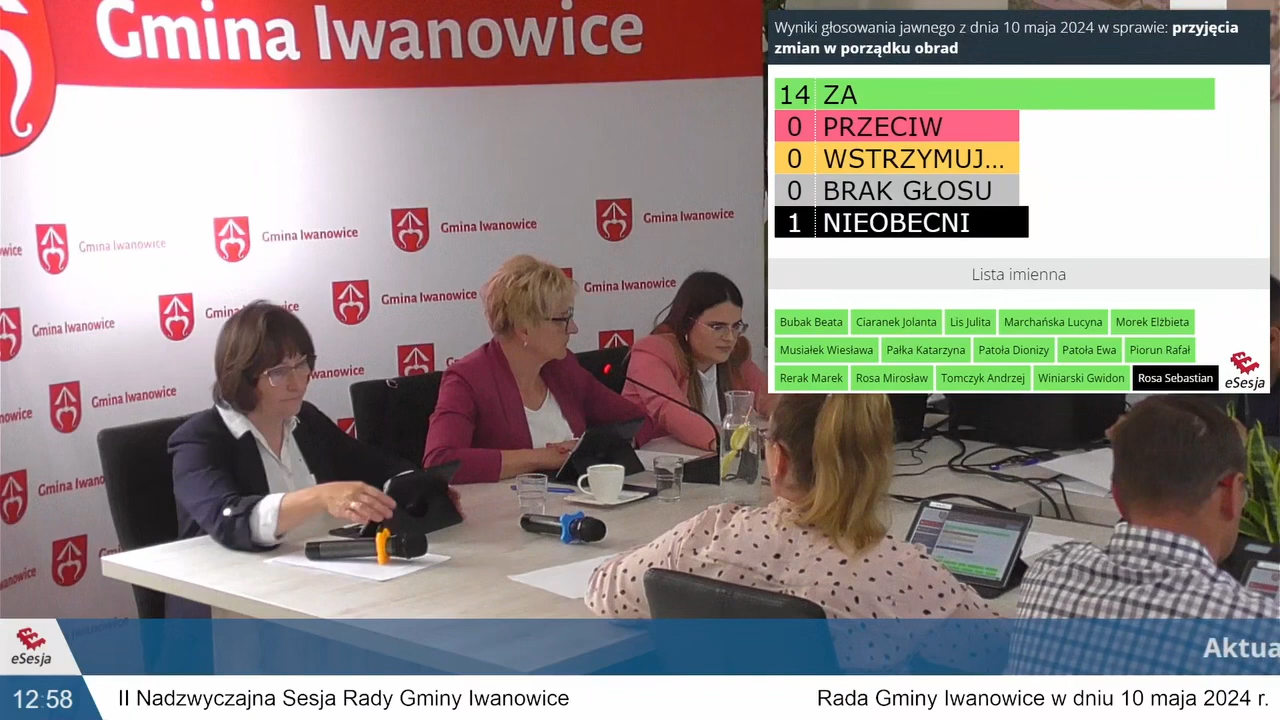 Gmina Iwanowice
Wyniki głosowania jawnego z dnia 10 maja 2024 w sprawie: przyjęcia
zmian w porządku obrad
14 ZA
0 PRZECIW
0 WSTRZYMUJ...
0 BRAK GŁOSU
1 NIEOBECNI
Lista imienna
Bubak Beata Ciaranek Jolanta Lis Julita Marchańska Lucyna Morek Elżbieta
Musiałek Wiesława Pałka Katarzyna Patoła Dionizy Patoła Ewa Piorun Rafał
Rerak Marek Rosa Mirosław Tomczyk Andrzej Winiarski Gwidon Rosa Sebastian
eSesja
wice Gmina Iwanowice Gmina Iwanowice Gmina Iwanowice Gmina Iwanowice
Gmina Iwanowice Gmina Iwanowice Gmina Iwanowice
Gmina Iwanowice
eSesja
Aktua
12:58 II Nadzwyczajna Sesja Rady Gminy Iwanowice Rada Gminy Iwanowice w dniu 10 maja 2024 r.